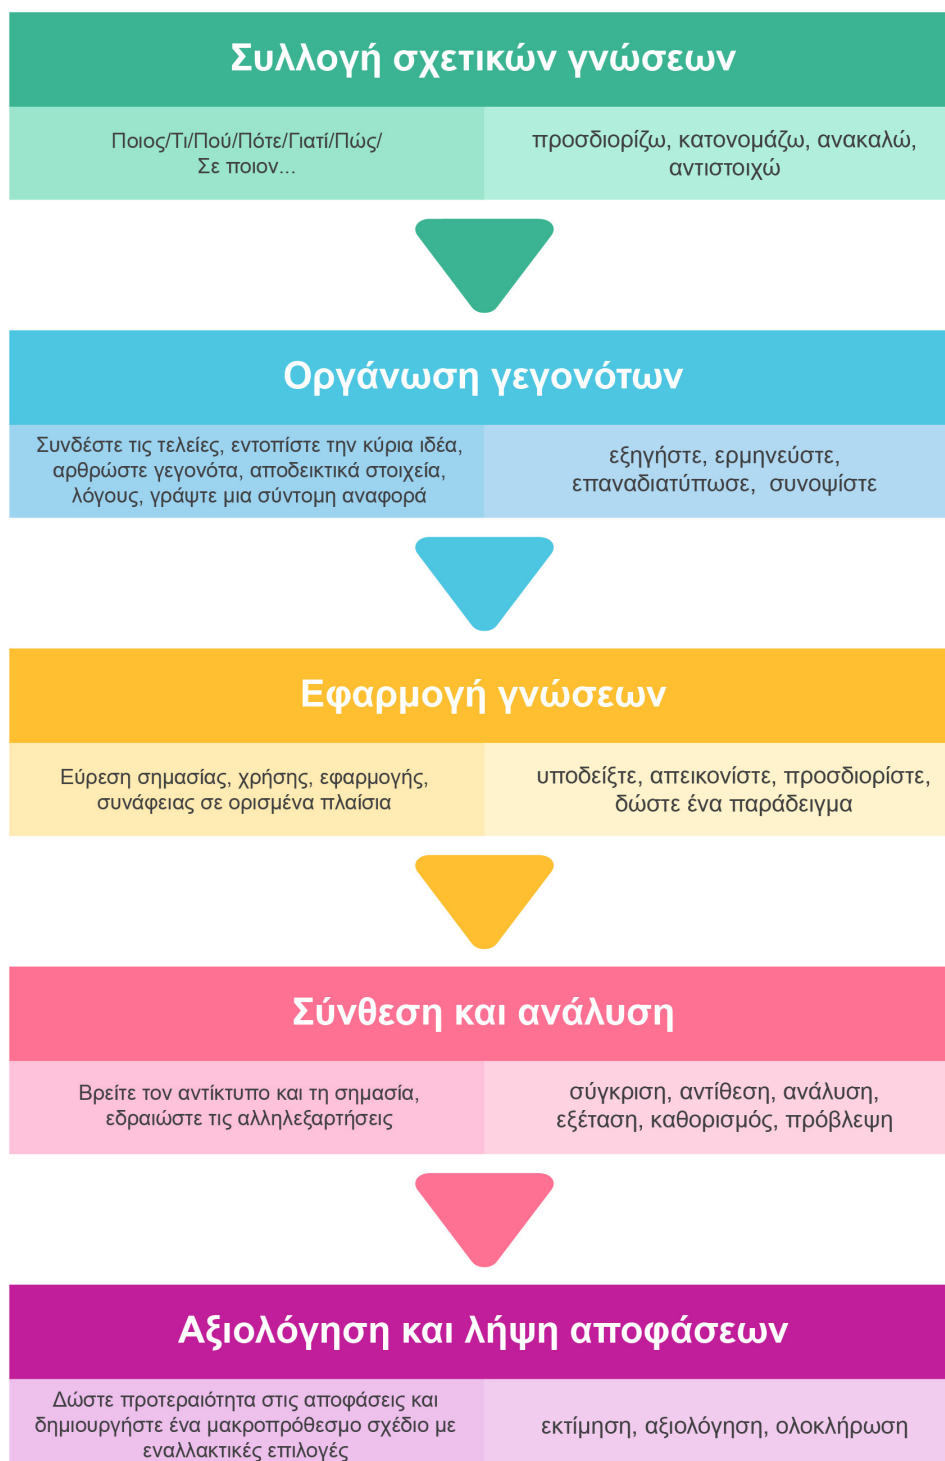 Συλλογή σχετικών γνώσεων
Ποιος/Τι/Πού/Πότε/Γιατί/Πώς/
Σε ποιον...
προσδιορίζω, κατονομάζω, ανακαλώ,
αντιστοιχώ
Οργάνωση γεγονότων
Συνδέστε τις τελείες, εντοπίστε την κύρια ιδέα,
αρθρώστε γεγονότα, αποδεικτικά στοιχεία,
λόγους, γράψτε μια σύντομη αναφορά
εξηγήστε, ερμηνεύστε,
επαναδιατύπωσε, συνοψίστε
Εφαρμογή γνώσεων
Εύρεση σημασίας, χρήσης, εφαρμογής,
συνάφειας σε ορισμένα πλαίσια
υποδείξτε, απεικονίστε, προσδιορίστε,
δώστε ένα παράδειγμα
Σύνθεση και ανάλυση
Βρείτε τον αντίκτυπο και τη σημασία,
εδραιώστε τις αλληλεξαρτήσεις
σύγκριση, αντίθεση, ανάλυση,
εξέταση, καθορισμός, πρόβλεψη
Αξιολόγηση και λήψη αποφάσεων
Δώστε προτεραιότητα στις αποφάσεις και
δημιουργήστε ένα μακροπρόθεσμο σχέδιο με
εναλλακτικές επιλογές
εκτίμηση, αξιολόγηση, ολοκλήρωση